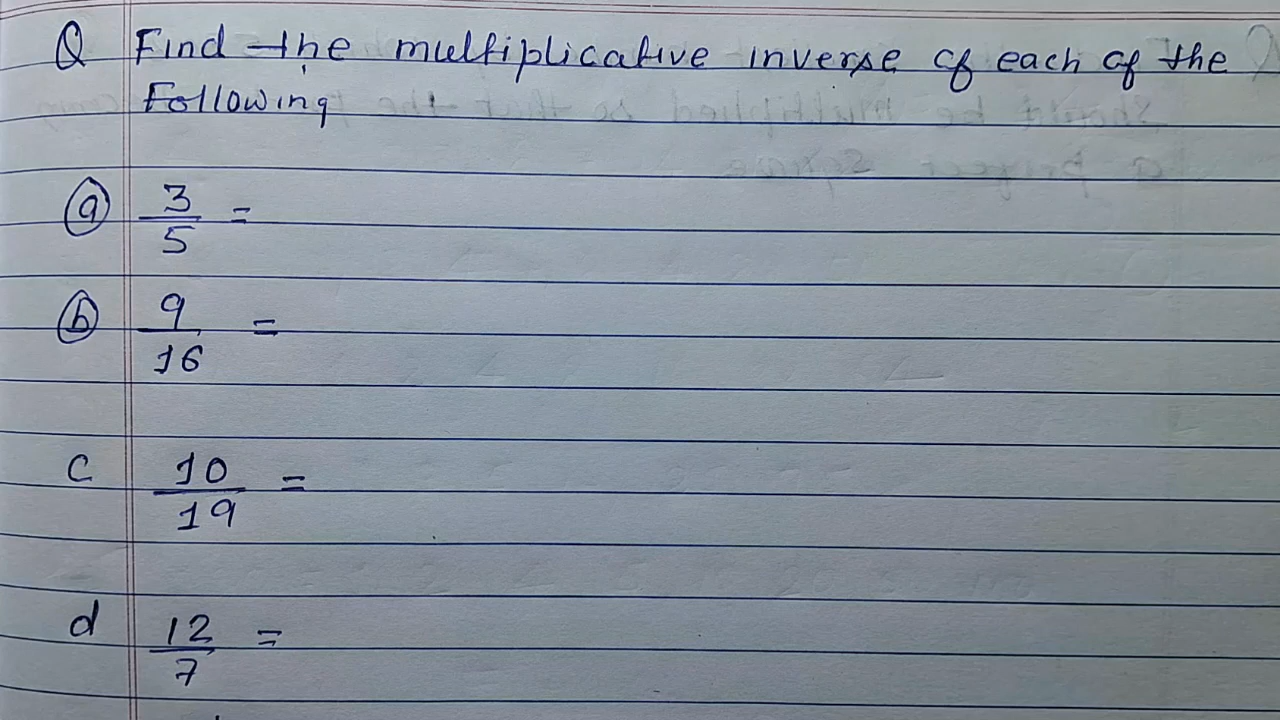 Q Find the multiplicative inverse of each of the
Following
a 3/5 =
b 9/16 =
c 10/19 =
d 12/7 =